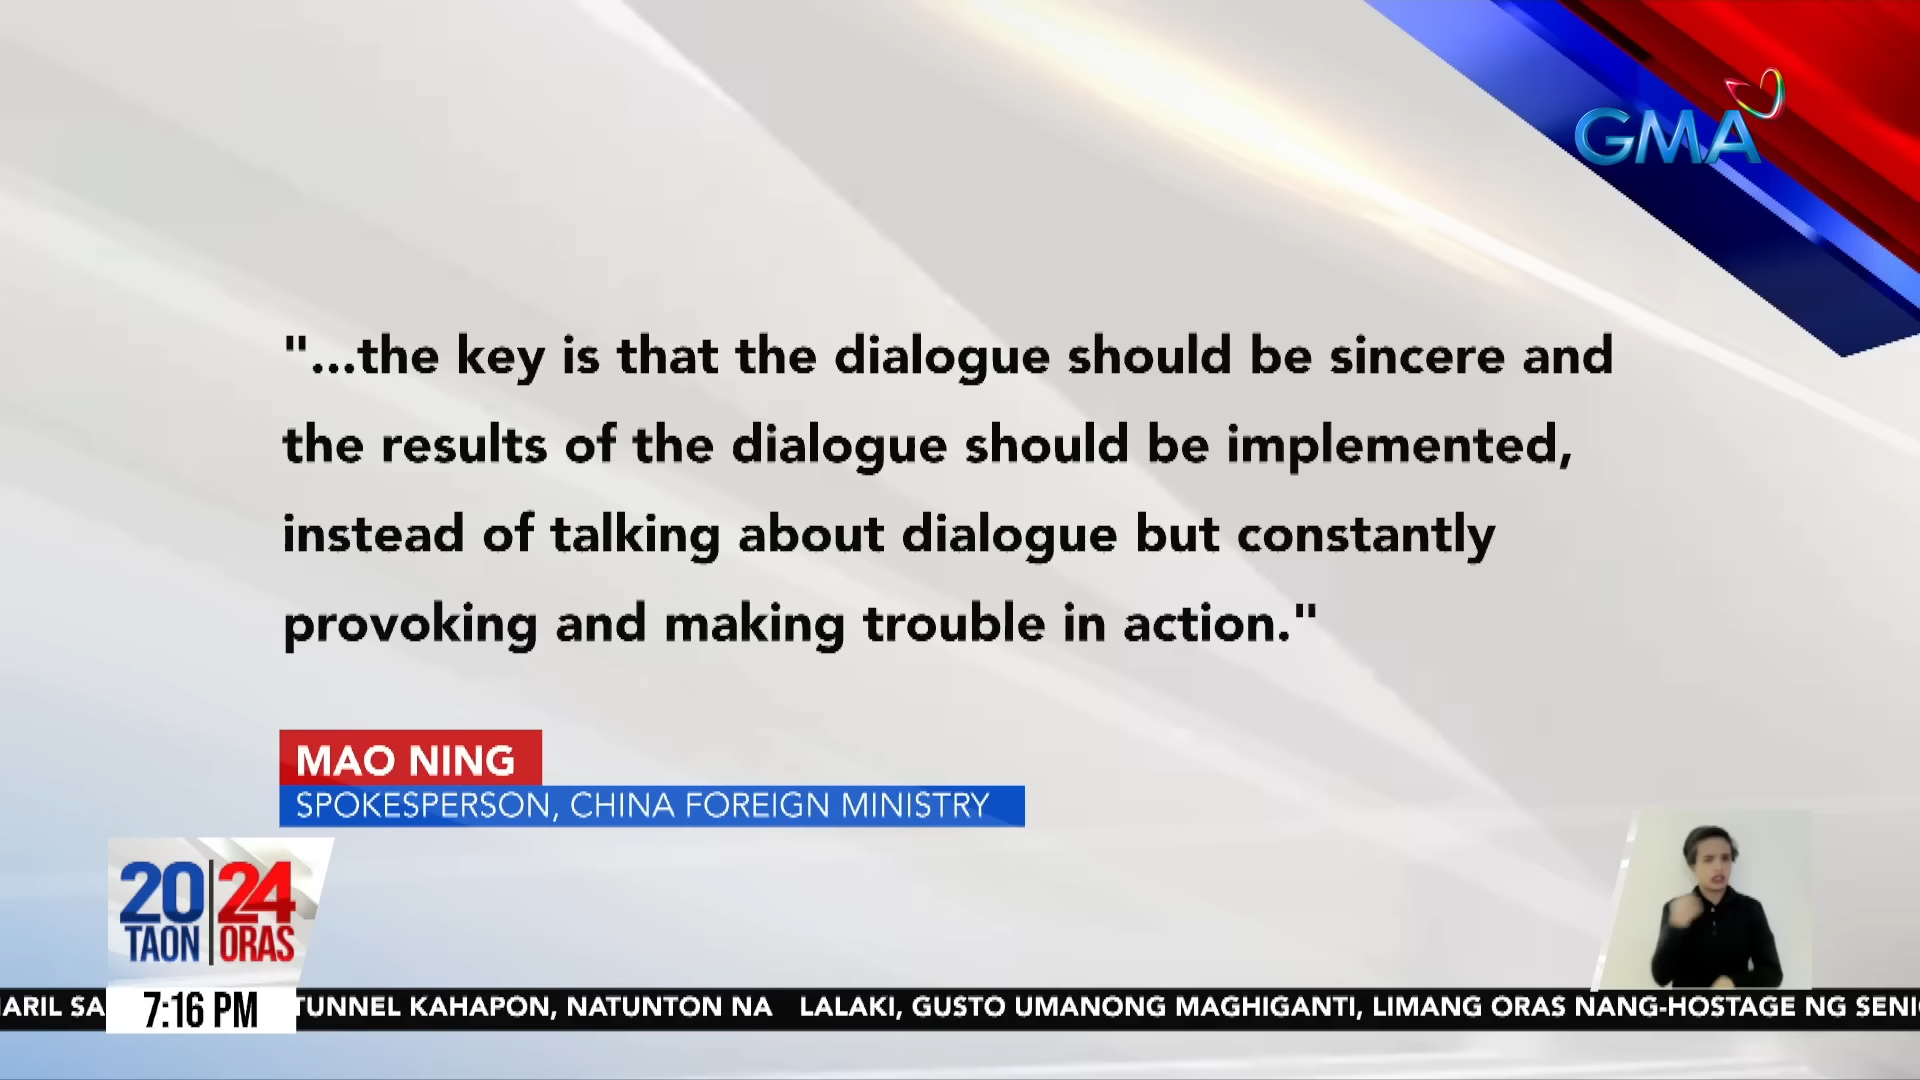 GMA
"...the key is that the dialogue should be sincere and
the results of the dialogue should be implemented,
instead of talking about dialogue but constantly
provoking and making trouble in action."
MAO NING
SPOKESPERSON, CHINA FOREIGN MINISTRY
20 24
TAON ORAS
7:16 PM
SA TUNNEL KAHAPON, NATUNTON NA LALAKI, GUSTO UMANONG MAGHIGANTI, LIMANG ORAS NANG-HOSTAGE NG